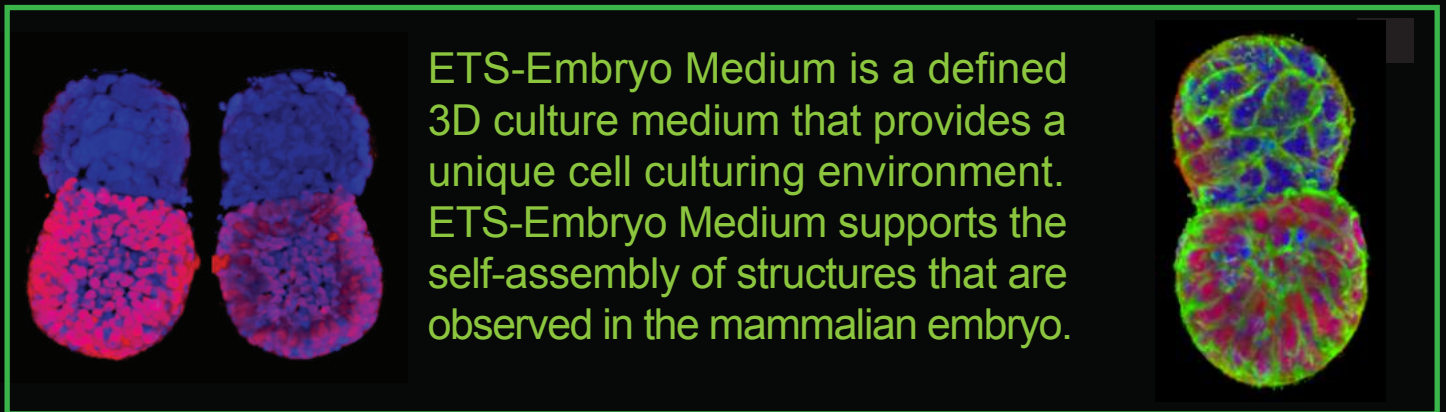 ETS-Embryo Medium is a defined
3D culture medium that provides a
unique cell culturing environment.
ETS-Embryo Medium supports the
self-assembly of structures that are
observed in the mammalian embryo.